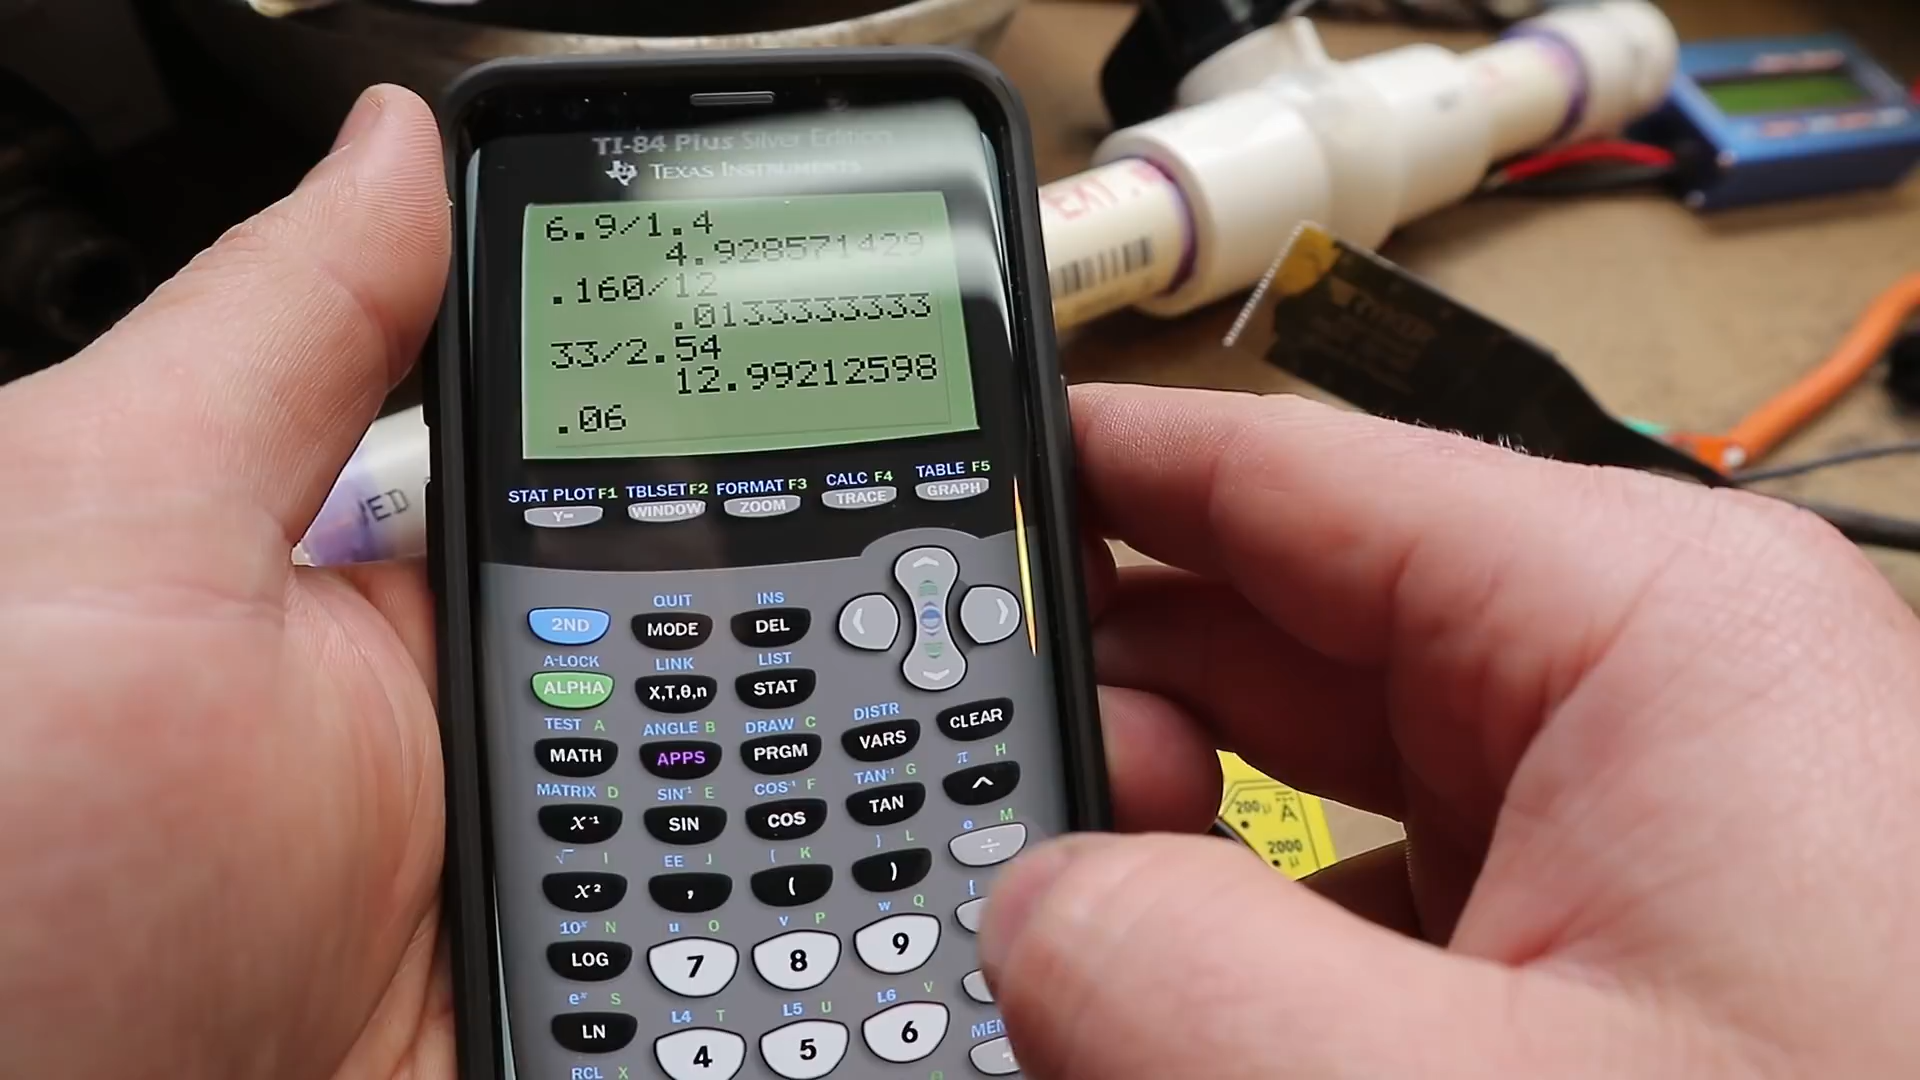 TI-84 Plus Silver Edition
TEXAS INSTRUMENTS
6.9/1.4
4.928571429
.160/12
.0133333333
33/2.54
12.99212598
.06
STAT PLOT F1 TBLSET F2 FORMAT F3 CALC F4 TABLE F5
Y= WINDOW ZOOM TRACE GRAPH
QUIT INS
2ND MODE DEL
A-LOCK LINK LIST
ALPHA X,T,θ,n STAT
TEST A ANGLE B DRAW C DISTR
MATH APPS PRGM VARS CLEAR
MATRIX D SIN⁻¹ E COS⁻¹ F TAN⁻¹ G π H
x⁻¹ SIN COS TAN ^
√ I EE J { K } L e M
x² , ( ) ÷
10ˣ N u O v P w Q [
LOG 7 8 9
eˣ S L4 T L5 U L6 V
LN 4 5 6
RCL X
ED
200µ A
2000
µ